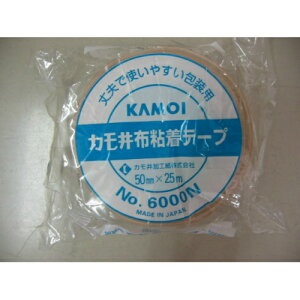 丈夫で使いやすい包装用
KAMOI
カモ井布粘着テープ
カモ井加工紙株式会社
50mm×25m
No. 6000N
MADE IN JAPAN